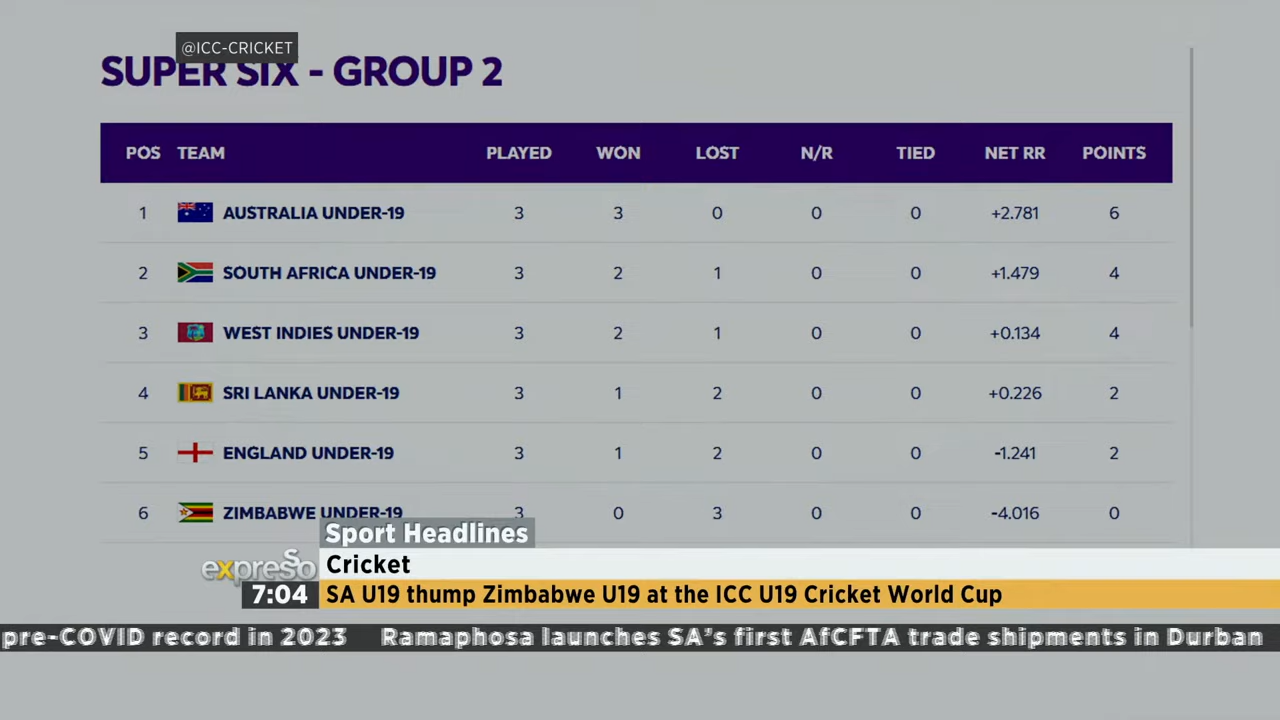 @ICC-CRICKET
SUPER SIX - GROUP 2
POS TEAM PLAYED WON LOST N/R TIED NET RR POINTS
1 AUSTRALIA UNDER-19 3 3 0 0 0 +2.781 6
2 SOUTH AFRICA UNDER-19 3 2 1 0 0 +1.479 4
3 WEST INDIES UNDER-19 3 2 1 0 0 +0.134 4
4 SRI LANKA UNDER-19 3 1 2 0 0 +0.226 2
5 ENGLAND UNDER-19 3 1 2 0 0 -1.241 2
6 ZIMBABWE UNDER-19 3 0 3 0 0 -4.016 0
Sport Headlines
expresso
Cricket
7:04 SA U19 thump Zimbabwe U19 at the ICC U19 Cricket World Cup
pre-COVID record in 2023 Ramaphosa launches SA's first AfCFTA trade shipments in Durban